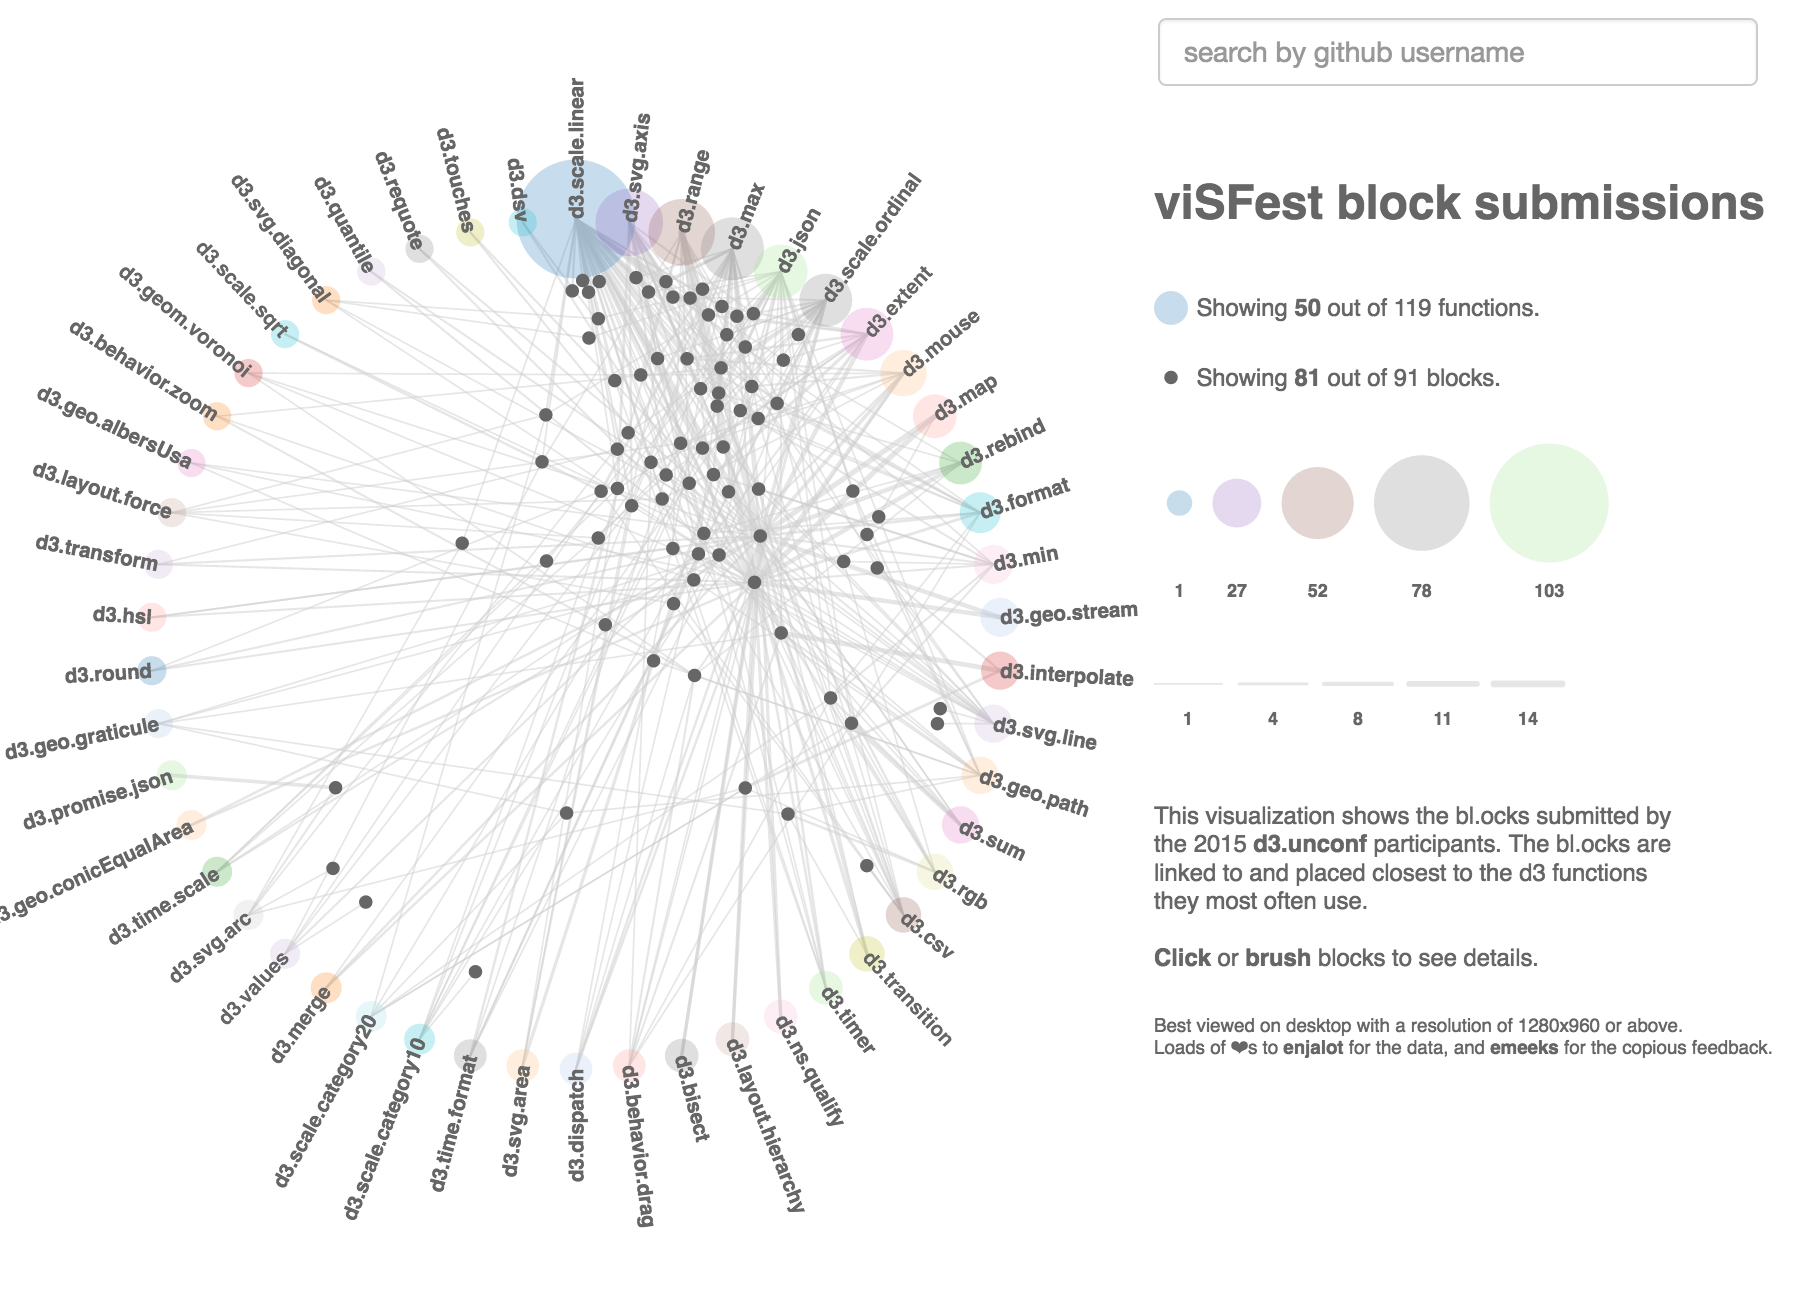 search by github username
viSFest block submissions
Showing 50 out of 119 functions.
Showing 81 out of 91 blocks.
1 27 52 78 103
1 4 8 11 14
This visualization shows the bl.ocks submitted by
the 2015 d3.unconf participants. The bl.ocks are
linked to and placed closest to the d3 functions
they most often use.
Click or brush blocks to see details.
Best viewed on desktop with a resolution of 1280x960 or above.
Loads of ❤s to enjalot for the data, and emeeks for the copious feedback.
d3.scale.linear
d3.svg.axis
d3.range
d3.max
d3.json
d3.scale.ordinal
d3.extent
d3.mouse
d3.map
d3.rebind
d3.format
d3.min
d3.geo.stream
d3.interpolate
d3.svg.line
d3.geo.path
d3.sum
d3.rgb
d3.csv
d3.transition
d3.timer
d3.ns.qualify
d3.layout.hierarchy
d3.bisect
d3.behavior.drag
d3.dispatch
d3.svg.area
d3.time.format
d3.scale.category10
d3.scale.category20
d3.merge
d3.values
d3.svg.arc
d3.time.scale
3.geo.conicEqualArea
d3.promise.json
d3.geo.graticule
d3.round
d3.hsl
d3.transform
d3.layout.force
d3.geo.albersUsa
d3.behavior.zoom
d3.geom.voronoi
d3.scale.sqrt
d3.svg.diagonal
d3.quantile
d3.requote
d3.touches
d3.dsv